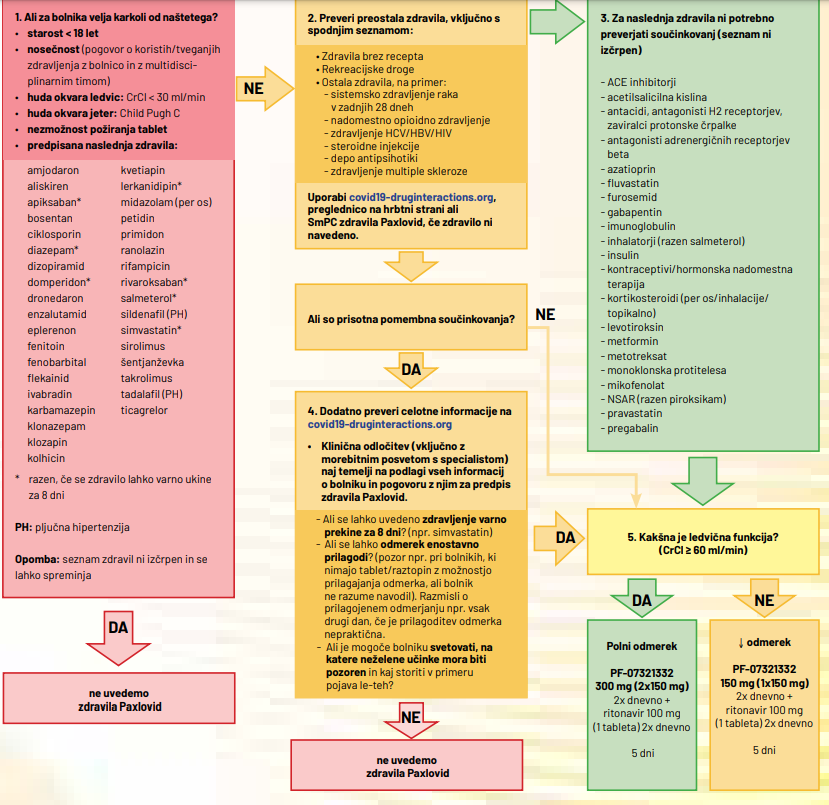 1. Ali za bolnika velja karkoli od naštetega?
• starost < 18 let
• nosečnost (pogovor o koristih/tveganjih
zdravljenja z bolnico in z multidisci-
plinarnim timom)
• huda okvara ledvic: CrCl < 30 ml/min
• huda okvara jeter: Child Pugh C
• nezmožnost požiranja tablet
• predpisana naslednja zdravila:
amjodaron
aliskiren
apiksaban*
bosentan
ciklosporin
diazepam*
dizopiramid
domperidon*
dronedaron
enzalutamid
eplerenon
fenitoin
fenobarbital
flekainid
ivabradin
karbamazepin
klonazepam
klozapin
kolhicin
kvetiapin
lerkanidipin*
midazolam (per os)
petidin
primidon
ranolazin
rifampicin
rivaroksaban*
salmeterol*
sildenafil (PH)
simvastatin*
sirolimus
šentjanževka
takrolimus
tadalafil (PH)
ticagrelor
* razen, če se zdravilo lahko varno ukine
za 8 dni
PH: pljučna hipertenzija
Opomba: seznam zdravil ni izčrpen in se
lahko spreminja
DA
ne uvedemo
zdravila Paxlovid
NE
2. Preveri preostala zdravila, vključno s
spodnjim seznamom:
• Zdravila brez recepta
• Rekreacijske droge
• Ostala zdravila, na primer:
- sistemsko zdravljenje raka
v zadnjih 28 dneh
- nadomestno opioidno zdravljenje
- zdravljenje HCV/HBV/HIV
- steroidne injekcije
- depo antipsihotiki
- zdravljenje multiple skleroze
Uporabi covid19-druginteractions.org,
preglednico na hrbtni strani ali
SmPC zdravila Paxlovid, če zdravilo ni
navedeno.
Ali so prisotna pomembna součinkovanja?
NE
DA
4. Dodatno preveri celotne informacije na
covid19-druginteractions.org
• Klinična odločitev (vključno z
morebitnim posvetom s specialistom)
naj temelji na podlagi vseh informacij
o bolniku in pogovoru z njim za predpis
zdravila Paxlovid.
- Ali se lahko uvedeno zdravljenje varno
prekine za 8 dni? (npr. simvastatin)
- Ali se lahko odmerek enostavno
prilagodi? (pozor npr. pri bolnikih, ki
nimajo tablet/raztopin z možnostjo
prilagajanja odmerka, ali bolnik
ne razume navodil). Razmisli o
prilagojenem odmerjanju npr. vsak
drugi dan, če je prilagoditev odmerka
nepraktična.
- Ali je mogoče bolniku svetovati, na
katere neželene učinke mora biti
pozoren in kaj storiti v primeru
pojava le-teh?
NE
ne uvedemo
zdravila Paxlovid
DA
3. Za naslednja zdravila ni potrebno
preverjati součinkovanj (seznam ni
izčrpen)
- ACE inhibitorji
- acetilsalicilna kislina
- antacidi, antagonisti H2 receptorjev,
zaviralci protonske črpalke
- antagonisti adrenergičnih receptorjev
beta
- azatioprin
- fluvastatin
- furosemid
- gabapentin
- imunoglobulin
- inhalatorji (razen salmeterol)
- insulin
- kontraceptivi/hormonska nadomestna
terapija
- kortikosteroidi (per os/inhalacije/
topikalno)
- levotiroksin
- metformin
- metotreksat
- monoklonska protitelesa
- mikofenolat
- NSAR (razen piroksikam)
- pravastatin
- pregabalin
5. Kakšna je ledvična funkcija?
(CrCl ≥ 60 ml/min)
DA
Polni odmerek
PF-07321332
300 mg (2x150 mg)
2x dnevno +
ritonavir 100 mg
(1 tableta) 2x dnevno
5 dni
NE
↓ odmerek
PF-07321332
150 mg (1x150 mg)
2x dnevno +
ritonavir 100 mg
(1 tableta) 2x dnevno
5 dni